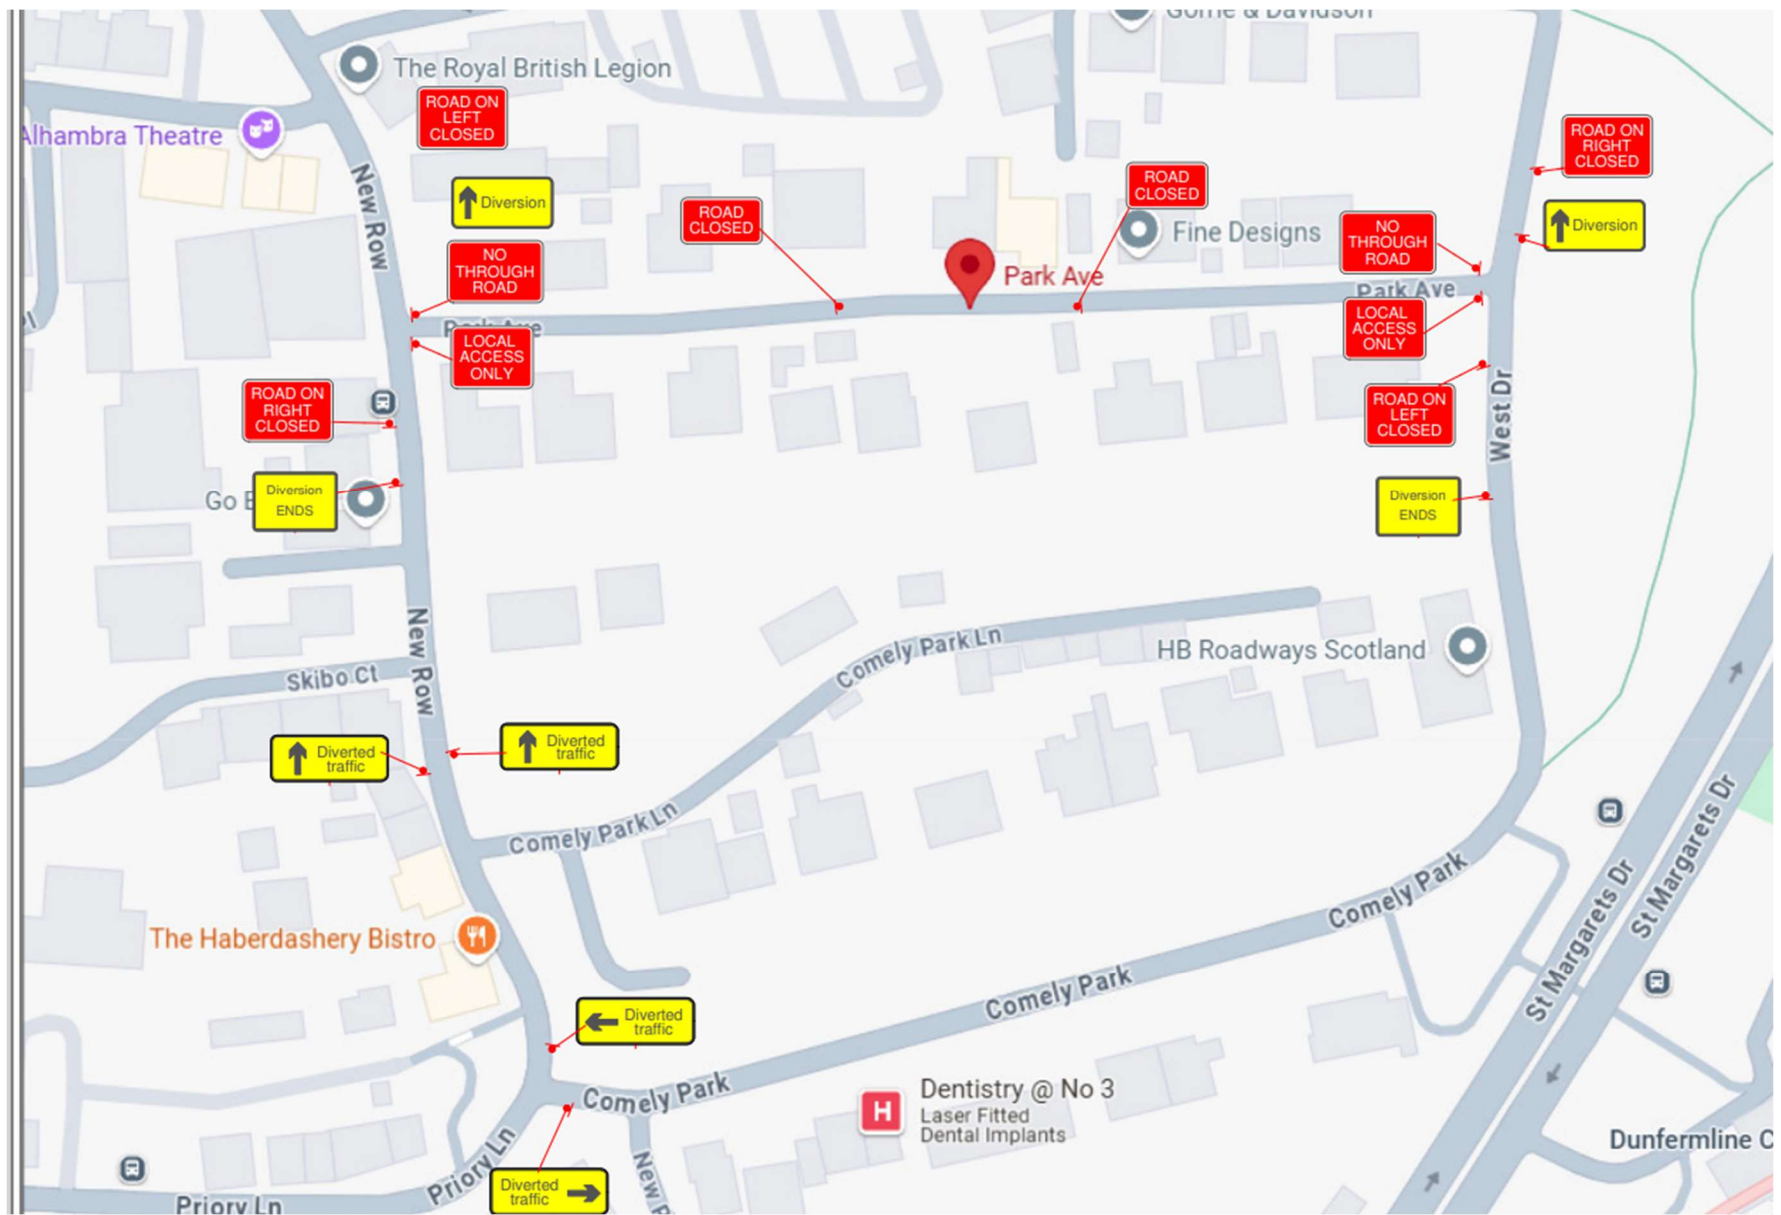 Gorrie & Davidson
The Royal British Legion
ROAD ON
LEFT
CLOSED
Alhambra Theatre
ROAD ON
RIGHT
CLOSED
New Row
Diversion
ROAD
CLOSED
ROAD
CLOSED
Fine Designs
NO
THROUGH
ROAD
Diversion
NO
THROUGH
ROAD
Park Ave
Park Ave
Park Ave
LOCAL
ACCESS
ONLY
LOCAL
ACCESS
ONLY
ROAD ON
RIGHT
CLOSED
ROAD ON
LEFT
CLOSED
West Dr
Go
Diversion
ENDS
Diversion
ENDS
New Row
Comely Park Ln
HB Roadways Scotland
Skibo Ct
Diverted
traffic
Diverted
traffic
Comely Park Ln
St Margarets Dr
St Margarets Dr
Comely Park
The Haberdashery Bistro
Comely Park
Diverted
traffic
Comely Park
Dentistry @ No 3
Laser Fitted
Dental Implants
Priory Ln
Priory Ln
Diverted
traffic
New R
Dunfermline C
H